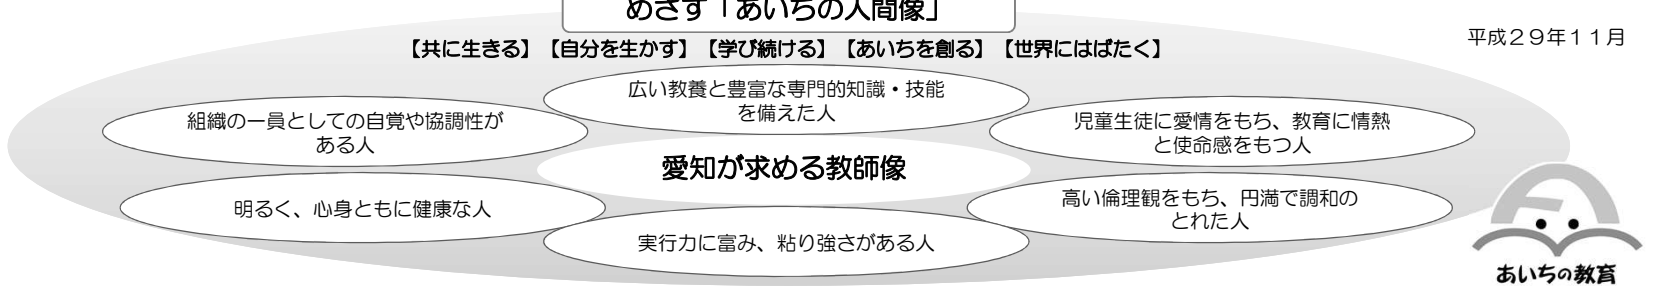 めざす「あいちの人間像」
平成２９年１１月
【共に生きる】【自分を生かす】【学び続ける】【あいちを創る】【世界にはばたく】
広い教養と豊富な専門的知識・技能
を備えた人
組織の一員としての自覚や協調性が
ある人
児童生徒に愛情をもち、教育に情熱
と使命感をもつ人
愛知が求める教師像
明るく、心身ともに健康な人
高い倫理観をもち、円満で調和の
とれた人
実行力に富み、粘り強さがある人
あいちの教育